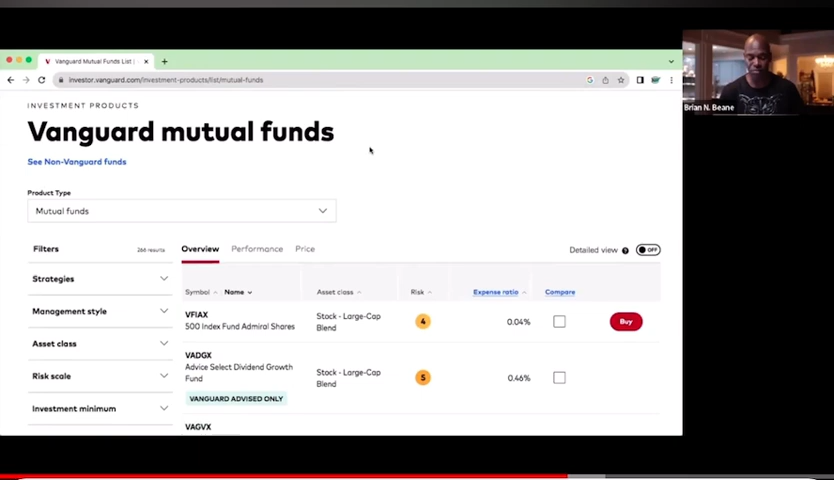 Vanguard Mutual Funds List |
investor.vanguard.com/investment-products/list/mutual-funds
Brian N. Beane
INVESTMENT PRODUCTS
Vanguard mutual funds
See Non-Vanguard funds
Product Type
Mutual funds
Filters 266 results Overview Performance Price Detailed view OFF
Strategies
Symbol Name Asset class Risk Expense ratio Compare
Management style
VFIAX
500 Index Fund Admiral Shares
Stock - Large-Cap
Blend
4 0.04% Buy
Asset class
VADGX
Advice Select Dividend Growth
Fund
Stock - Large-Cap
Blend
5 0.46%
Risk scale
VANGUARD ADVISED ONLY
Investment minimum
VAGVX